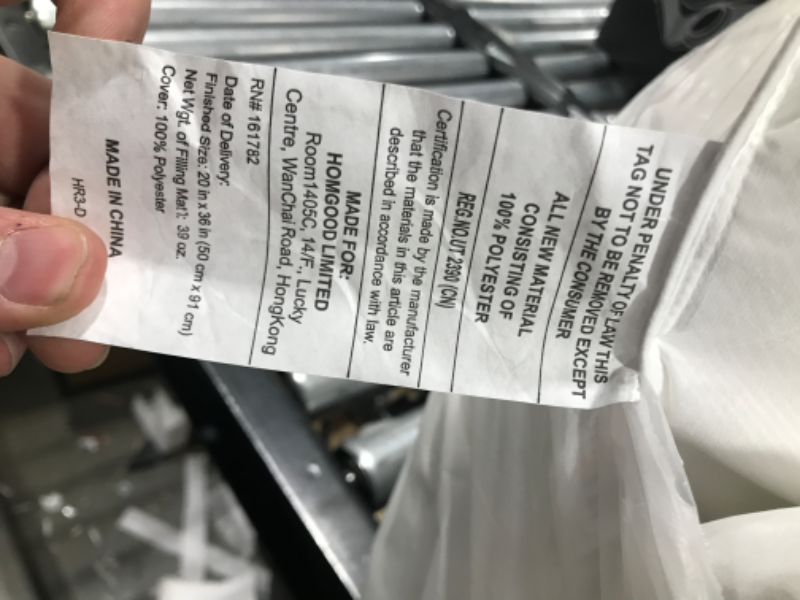 UNDER PENALTY OF LAW THIS
TAG NOT TO BE REMOVED EXCEPT
BY THE CONSUMER
ALL NEW MATERIAL
CONSISTING OF
100% POLYESTER
REG.NO.UT 2390 (CN)
Certification is made by the manufacturer
that the materials in this article are
described in accordance with law.
MADE FOR:
HOMGOOD LIMITED
Room1405C, 14/F., Lucky
Centre, WanChai Road, HongKong
RN# 161782
Date of Delivery:
Finished Size: 20 in x 36 in (50 cm x 91 cm)
Net Wgt. of Filling Mat'l: 39 oz.
Cover: 100% Polyester
MADE IN CHINA
HR3-D